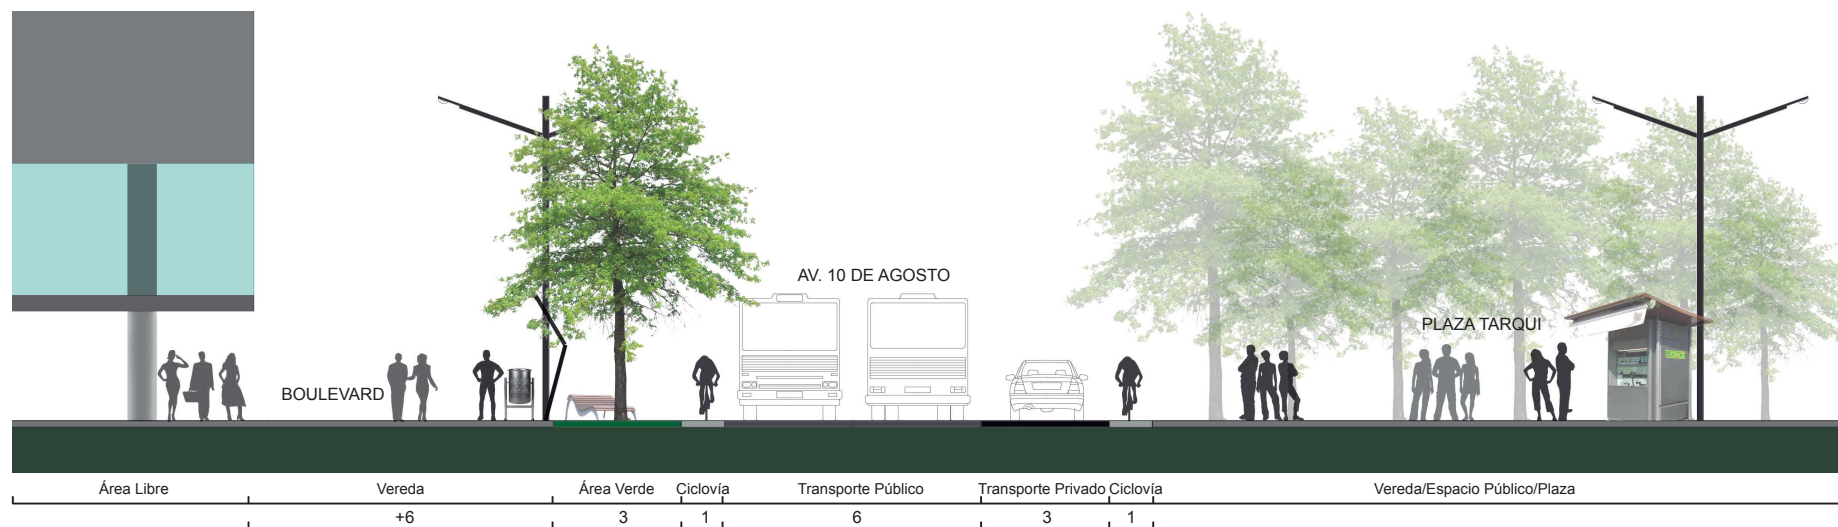 AV. 10 DE AGOSTO
PLAZA TARQUI
BOULEVARD
Área Libre Vereda Área Verde Ciclovía Transporte Público Transporte Privado Ciclovía Vereda/Espacio Público/Plaza
+6 3 1 6 3 1